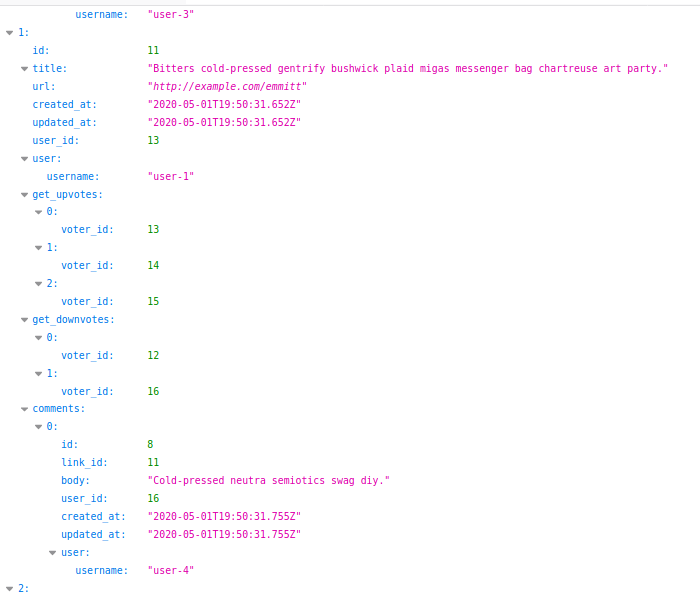 username: "user-3"
1:
id: 11
title: "Bitters cold-pressed gentrify bushwick plaid migas messenger bag chartreuse art party."
url: "http://example.com/emmitt"
created_at: "2020-05-01T19:50:31.652Z"
updated_at: "2020-05-01T19:50:31.652Z"
user_id: 13
user:
username: "user-1"
get_upvotes:
0:
voter_id: 13
1:
voter_id: 14
2:
voter_id: 15
get_downvotes:
0:
voter_id: 12
1:
voter_id: 16
comments:
0:
id: 8
link_id: 11
body: "Cold-pressed neutra semiotics swag diy."
user_id: 16
created_at: "2020-05-01T19:50:31.755Z"
updated_at: "2020-05-01T19:50:31.755Z"
user:
username: "user-4"
2: